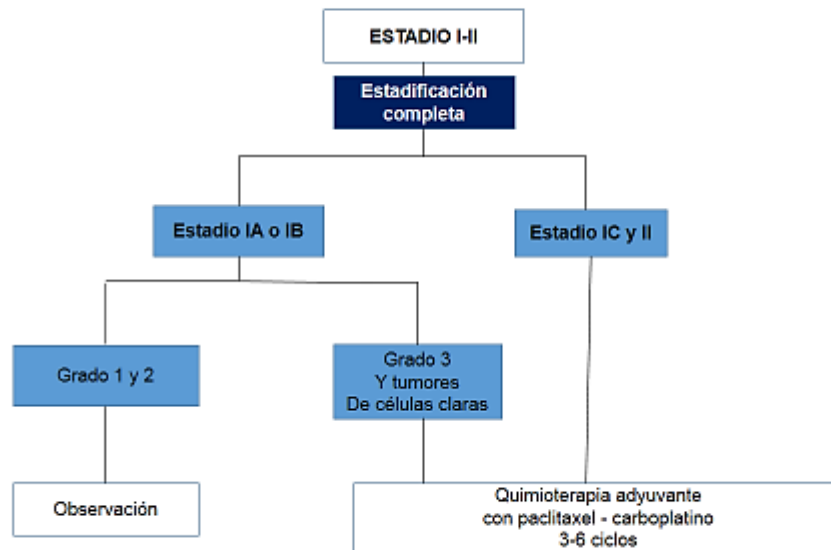 ESTADIO I-II
Estadificación
completa
Estadio IA o IB
Estadio IC y II
Grado 1 y 2
Grado 3
Y tumores
De células claras
Observación
Quimioterapia adyuvante
con paclitaxel - carboplatino
3-6 ciclos